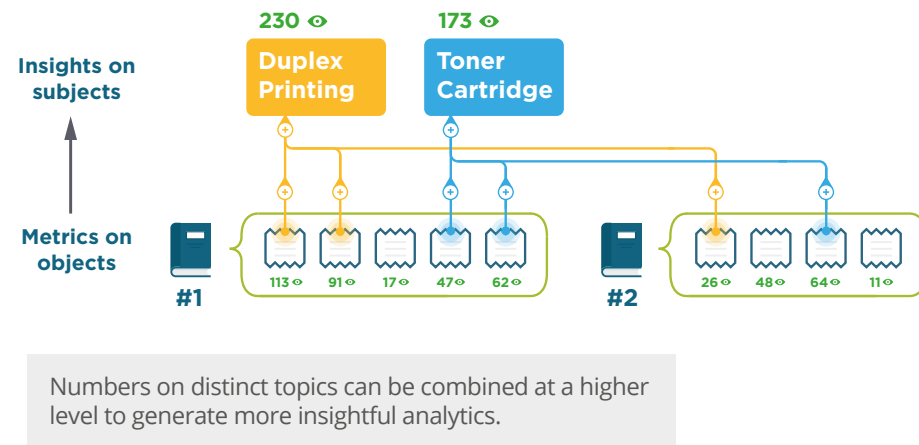 230
173
Duplex
Printing
Toner
Cartridge
Insights on
subjects
Metrics on
objects
#1
113
91
17
47
62
#2
26
48
64
11
Numbers on distinct topics can be combined at a higher
level to generate more insightful analytics.